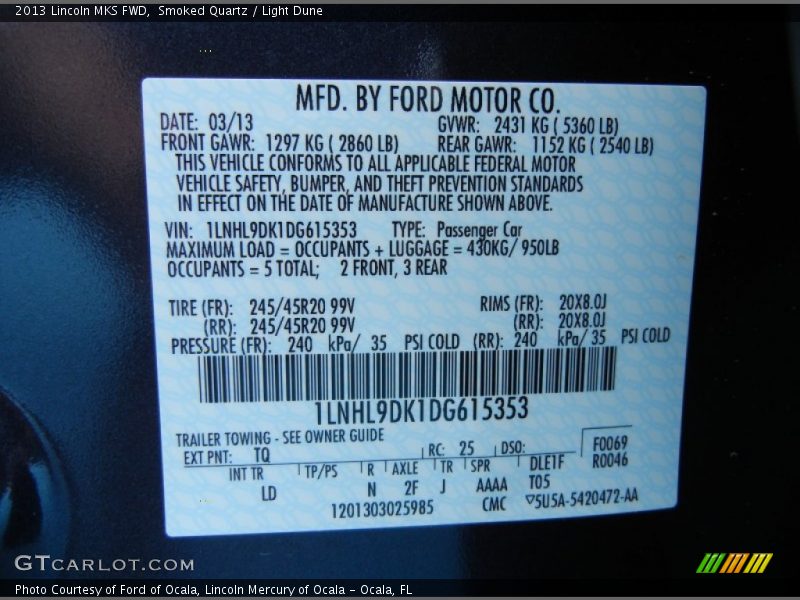 2013 Lincoln MKS FWD, Smoked Quartz / Light Dune
MFD. BY FORD MOTOR CO.
DATE: 03/13 GVWR: 2431 KG ( 5360 LB)
FRONT GAWR: 1297 KG ( 2860 LB) REAR GAWR: 1152 KG ( 2540 LB)
THIS VEHICLE CONFORMS TO ALL APPLICABLE FEDERAL MOTOR
VEHICLE SAFETY, BUMPER, AND THEFT PREVENTION STANDARDS
IN EFFECT ON THE DATE OF MANUFACTURE SHOWN ABOVE.
VIN: 1LNHL9DK1DG615353 TYPE: Passenger Car
MAXIMUM LOAD = OCCUPANTS + LUGGAGE = 430KG/ 950LB
OCCUPANTS = 5 TOTAL; 2 FRONT, 3 REAR
TIRE (FR): 245/45R20 99V RIMS (FR): 20X8.0J
(RR): 245/45R20 99V (RR): 20X8.0J
PRESSURE (FR): 240 kPa/ 35 PSI COLD (RR): 240 kPa/ 35 PSI COLD
1LNHL9DK1DG615353
TRAILER TOWING - SEE OWNER GUIDE
EXT PNT: TQ RC: 25 DSO: F0069
INT TR TP/PS R AXLE TR SPR DLE1F R0046
LD N 2F J AAAA T05
1201303025985 CMC ▽5U5A-5420472-AA
GTCARLOT.COM
Photo Courtesy of Ford of Ocala, Lincoln Mercury of Ocala - Ocala, FL